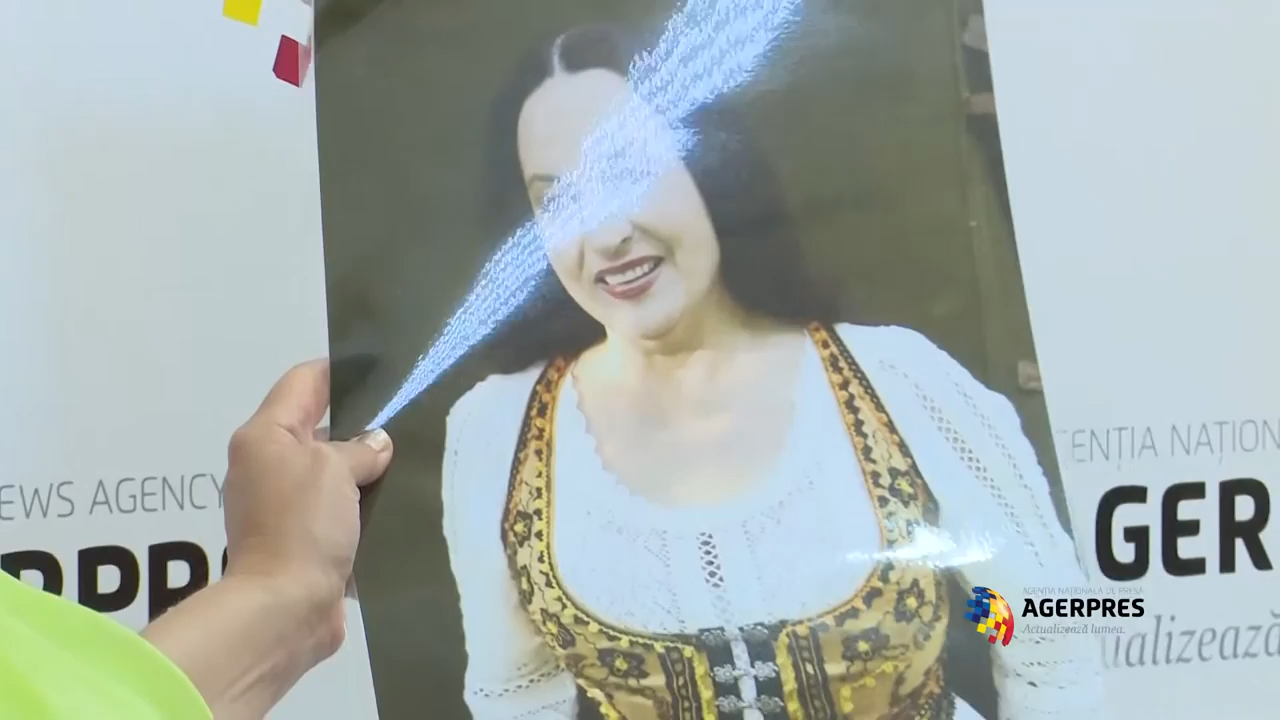 EWS AGENCY
ENȚIA NAȚION
GER
AGENȚIA NAȚIONALĂ DE PRESĂ
AGERPRES
Actualizează lumea.
ualizează